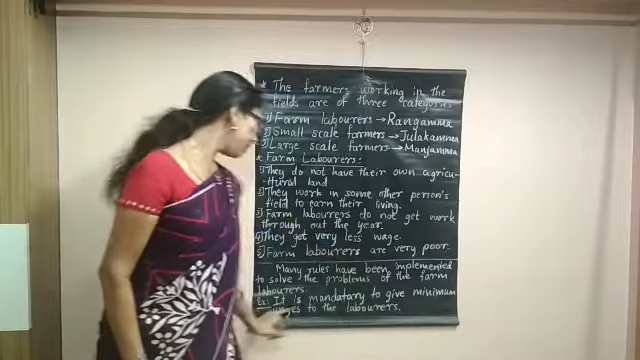 * The farmers working in the
fields are of three categories.
1) Farm labourers → Rangamma
2) Small scale farmers → Julakamma
3) Large scale farmers → Manjamma
* Farm Labourers:
1) They do not have their own agricu-
-ltural land
2) They work in some other person's
field to earn their living.
3) Farm labourers do not get work
through out the year.
4) They get very less wage.
5) Farm labourers are very poor.
Many rules have been implemented
to solve the problems of the farm
labourers.
Ex: It is mandatary to give minimum
wages to the labourers.